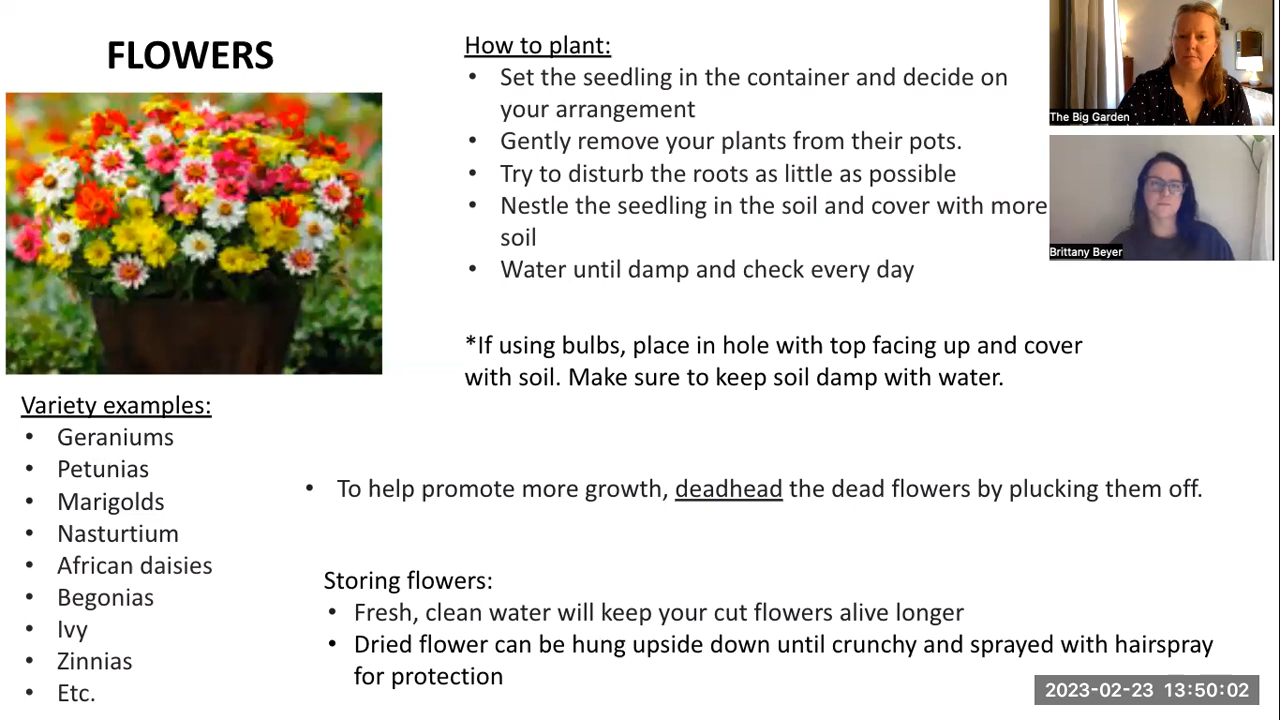 FLOWERS
How to plant:
• Set the seedling in the container and decide on
your arrangement
• Gently remove your plants from their pots.
• Try to disturb the roots as little as possible
• Nestle the seedling in the soil and cover with more
soil
• Water until damp and check every day
*If using bulbs, place in hole with top facing up and cover
with soil. Make sure to keep soil damp with water.
Variety examples:
• Geraniums
• Petunias
• Marigolds
• Nasturtium
• African daisies
• Begonias
• Ivy
• Zinnias
• Etc.
• To help promote more growth, deadhead the dead flowers by plucking them off.
Storing flowers:
• Fresh, clean water will keep your cut flowers alive longer
• Dried flower can be hung upside down until crunchy and sprayed with hairspray
for protection
The Big Garden
Brittany Beyer
2023-02-23 13:50:02